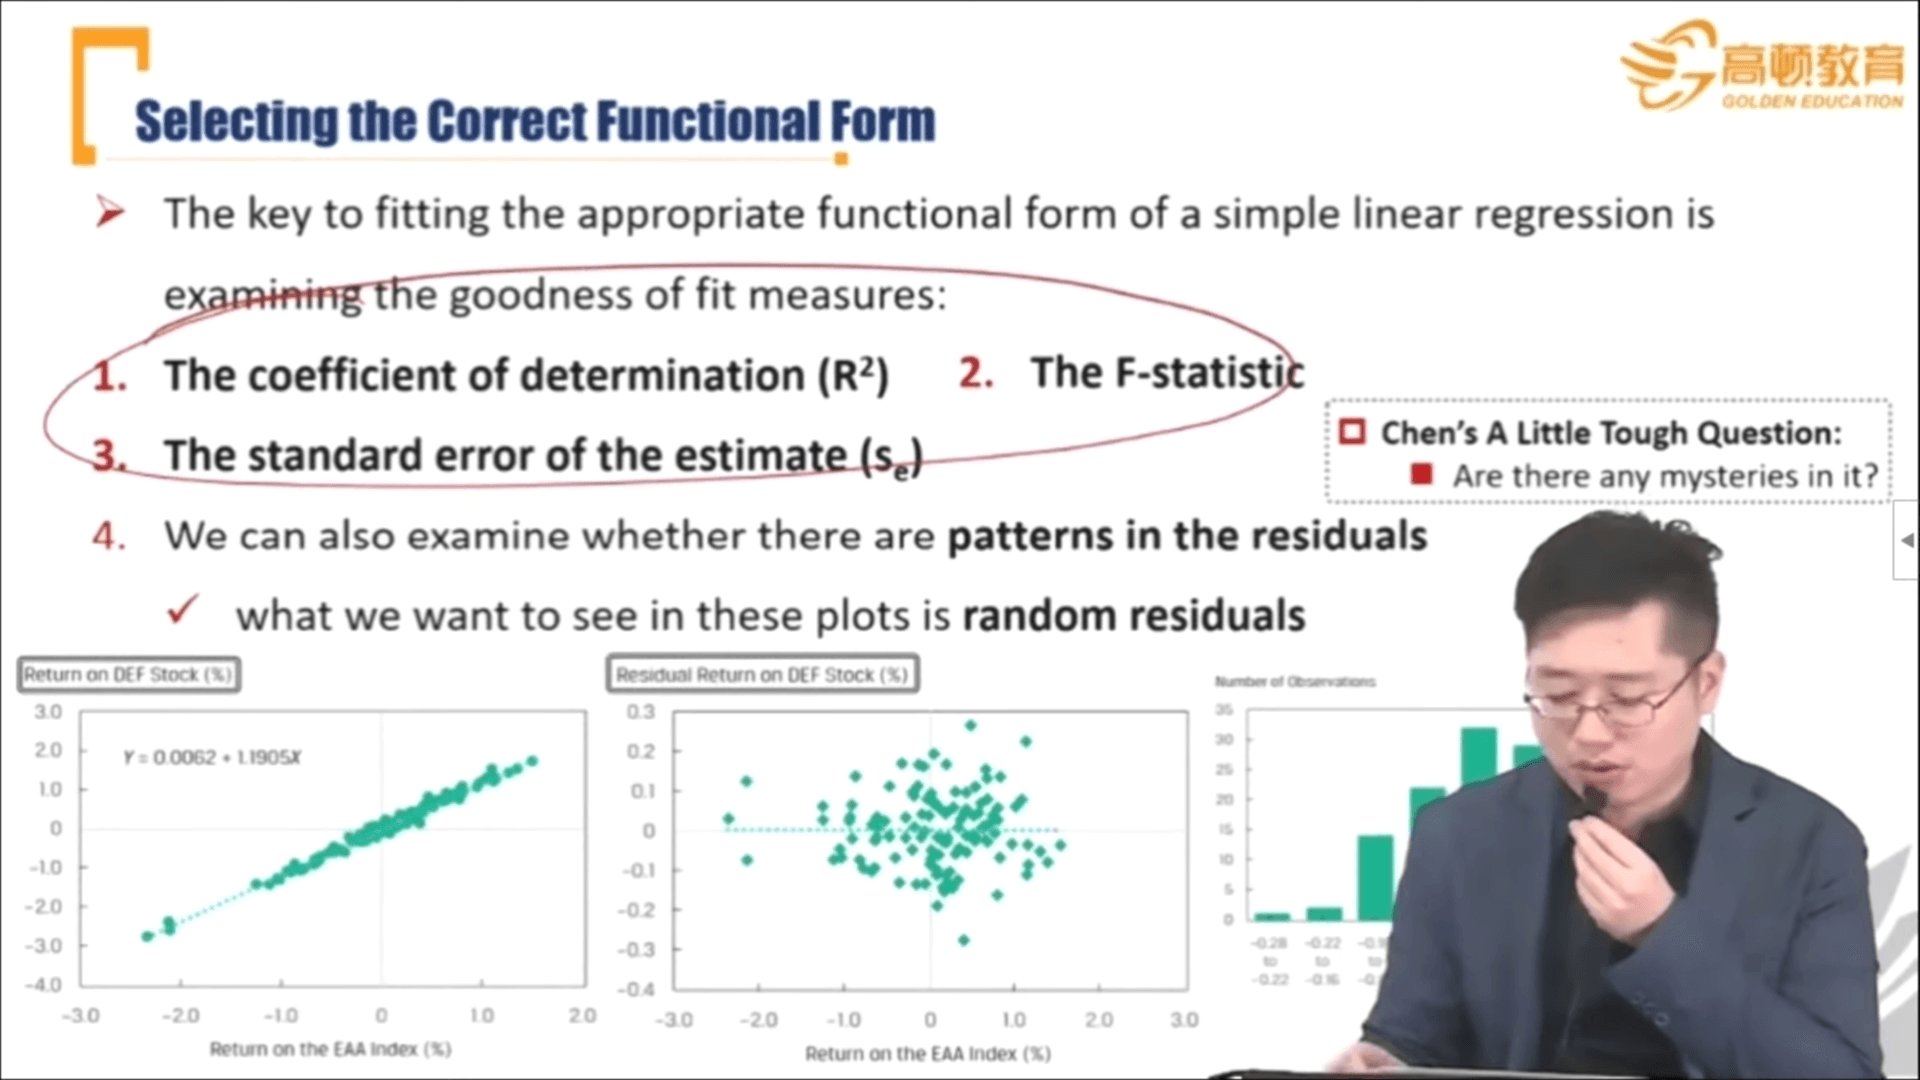 Selecting the Correct Functional Form
高顿教育
GOLDEN EDUCATION
The key to fitting the appropriate functional form of a simple linear regression is
examining the goodness of fit measures:
1. The coefficient of determination (R²) 2. The F-statistic
3. The standard error of the estimate (sₑ)
Chen's A Little Tough Question:
Are there any mysteries in it?
4. We can also examine whether there are patterns in the residuals
what we want to see in these plots is random residuals
Return on DEF Stock (%)
3.0
2.0
1.0
0
-1.0
-2.0
-3.0
-4.0
Y = 0.0062 + 1.1905X
-3.0 -2.0 -1.0 0 1.0 2.0
Return on the EAA Index (%)
Residual Return on DEF Stock (%)
0.3
0.2
0.1
0
-0.1
-0.2
-0.3
-0.4
-3.0 -2.0 -1.0 0 1.0 2.0 3.0
Return on the EAA Index (%)
Number of Observations
35
30
25
20
15
10
5
0
-0.28 -0.22
to to
-0.22 -0.16